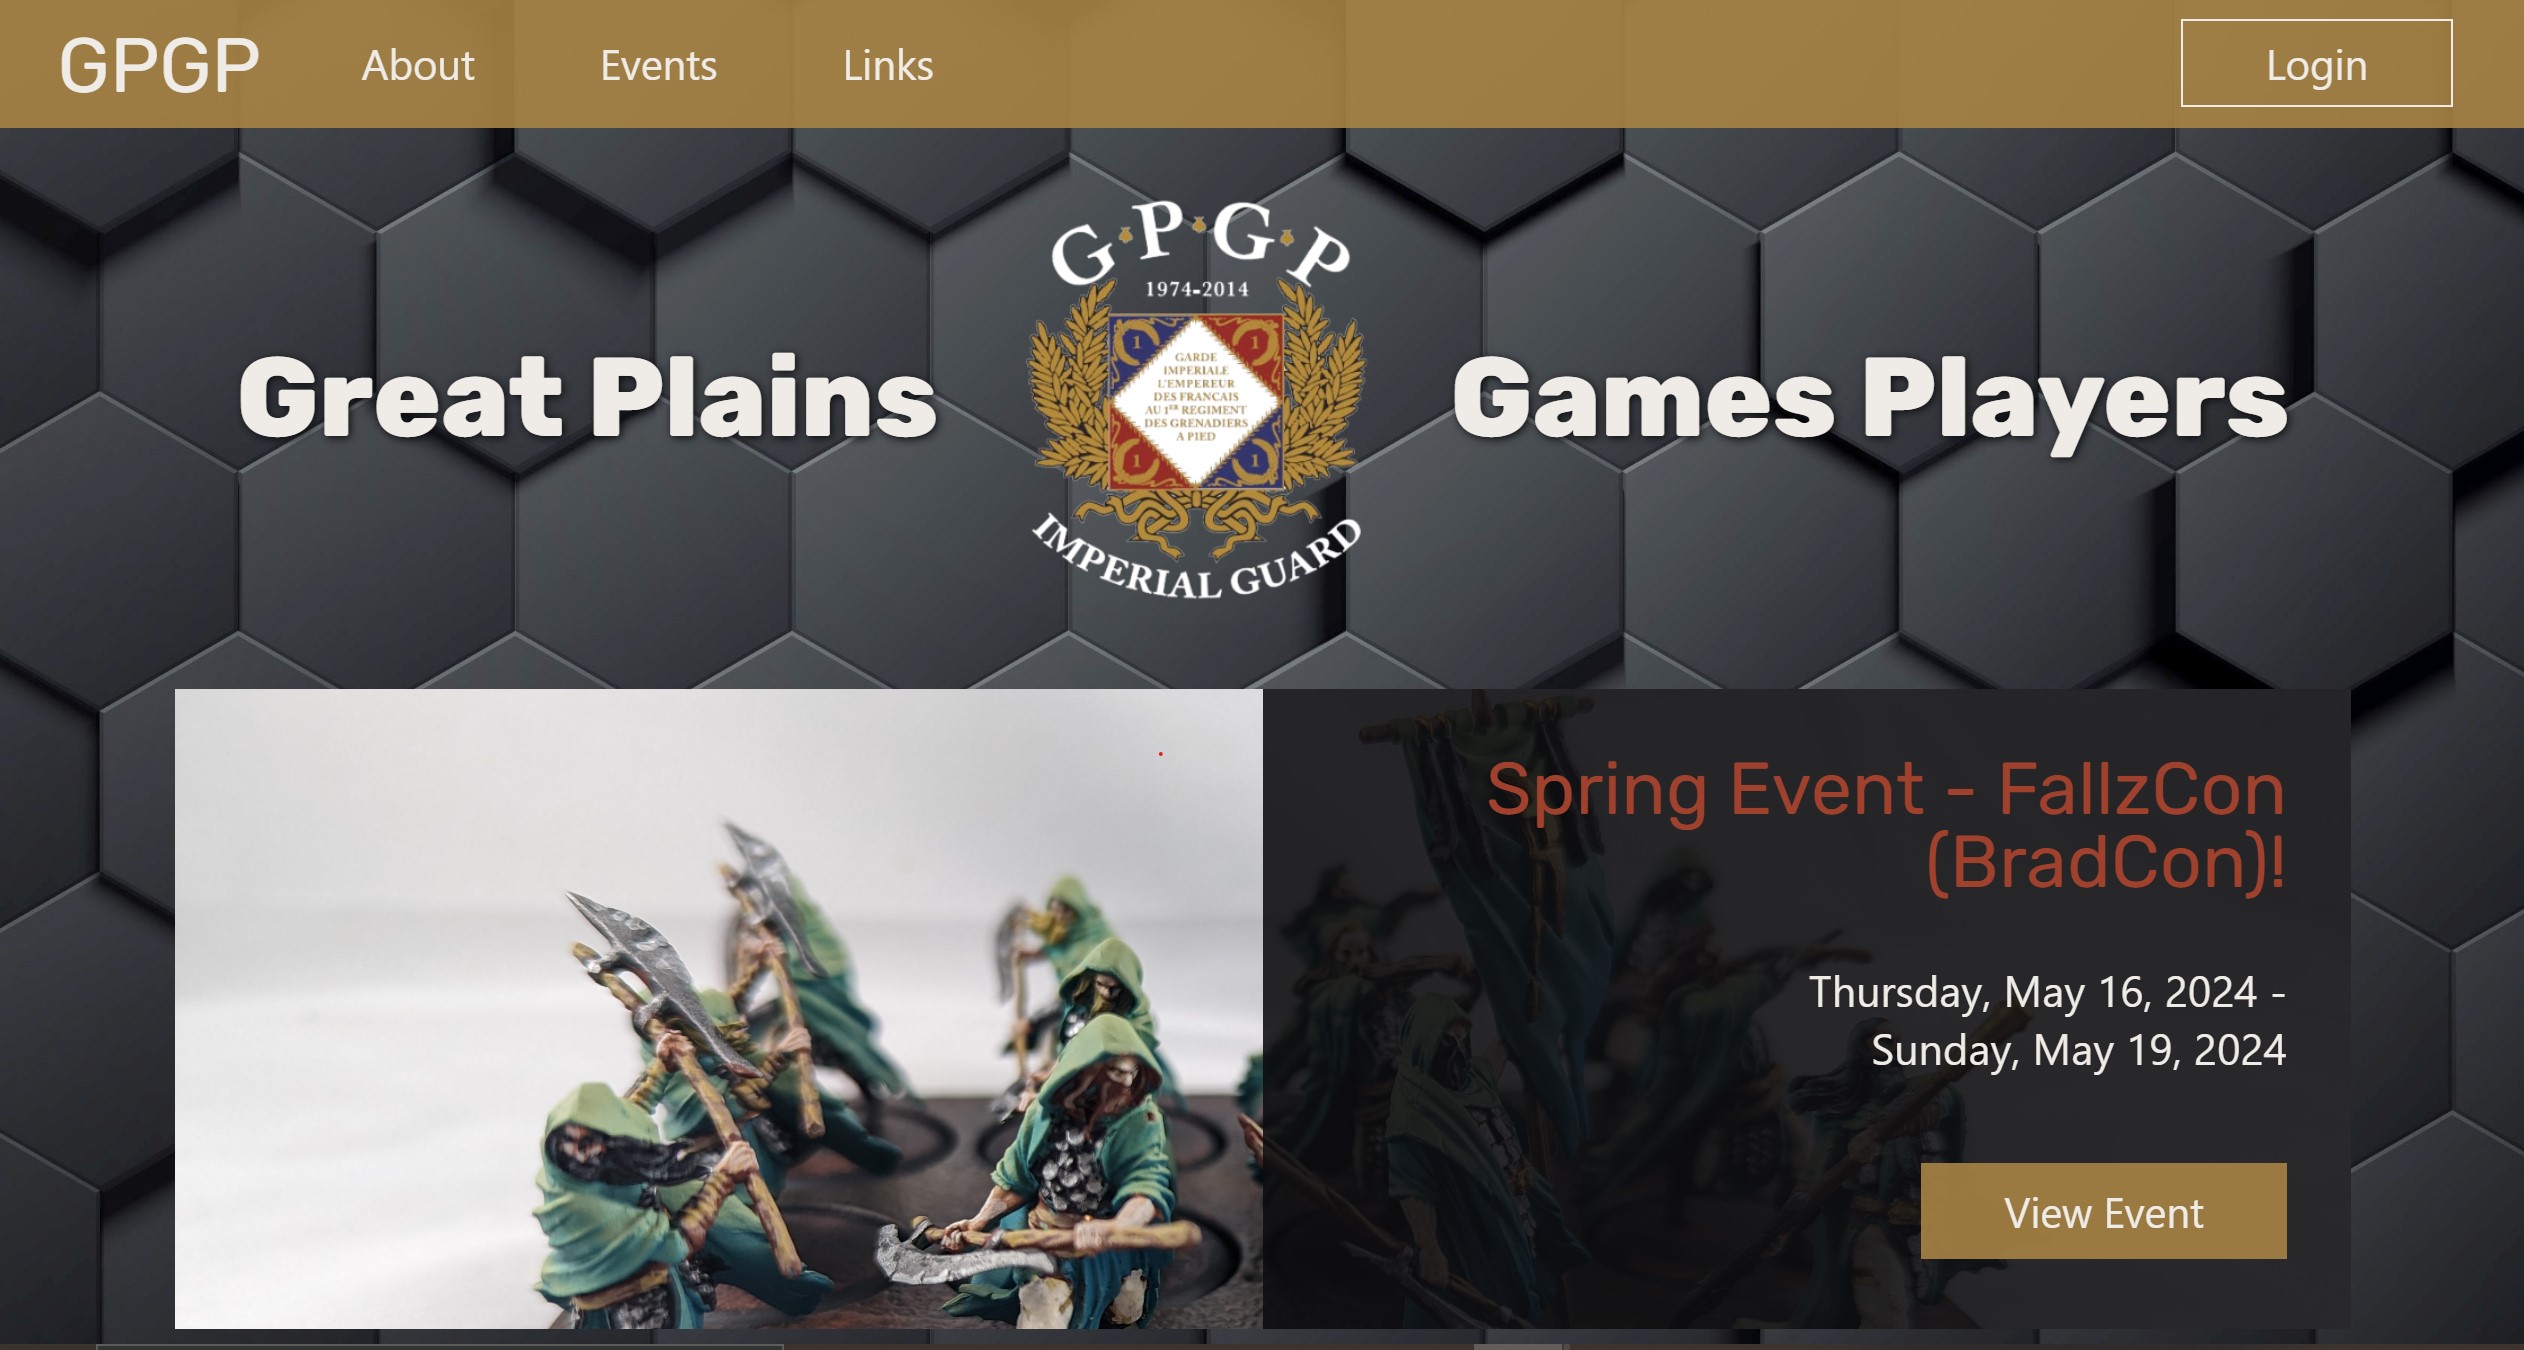 GPGP
About
Events
Links
Login
G·P·G·P
1974-2014
Great Plains
1
1
GARDE
IMPERIALE
L'EMPEREUR
DES FRANCAIS
AU 1ER REGIMENT
DES GRENADIERS
A PIED
1
1
IMPERIAL GUARD
Games Players
Spring Event - FallzCon
(BradCon)!
Thursday, May 16, 2024 -
Sunday, May 19, 2024
View Event